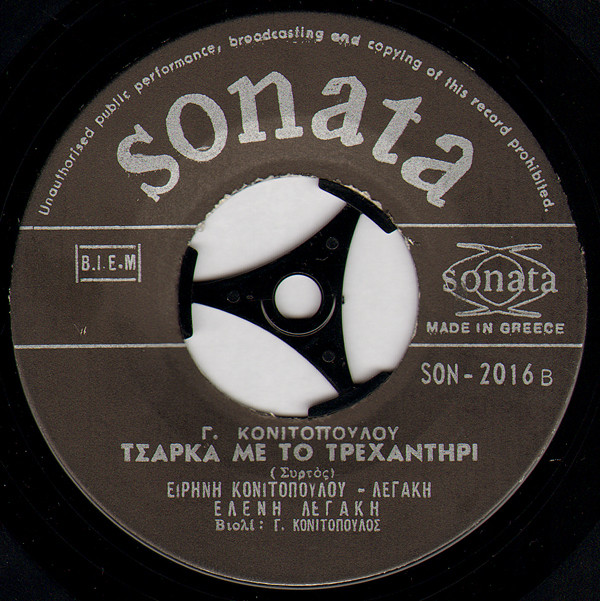 Unauthorised public performance, broadcasting and copying of this record prohibited.
sonata
B.I.E.M
sonata
MADE IN GREECE
SON-2016 B
Γ. ΚΟΝΙΤΟΠΟΥΛΟΥ
ΤΣΑΡΚΑ ΜΕ ΤΟ ΤΡΕΧΑΝΤΗΡΙ
(Συρτὸς)
ΕΙΡΗΝΗ ΚΟΝΙΤΟΠΟΥΛΟΥ - ΛΕΓΑΚΗ
ΕΛΕΝΗ ΛΕΓΑΚΗ
Βιολί: Γ. ΚΟΝΙΤΟΠΟΥΛΟΣ